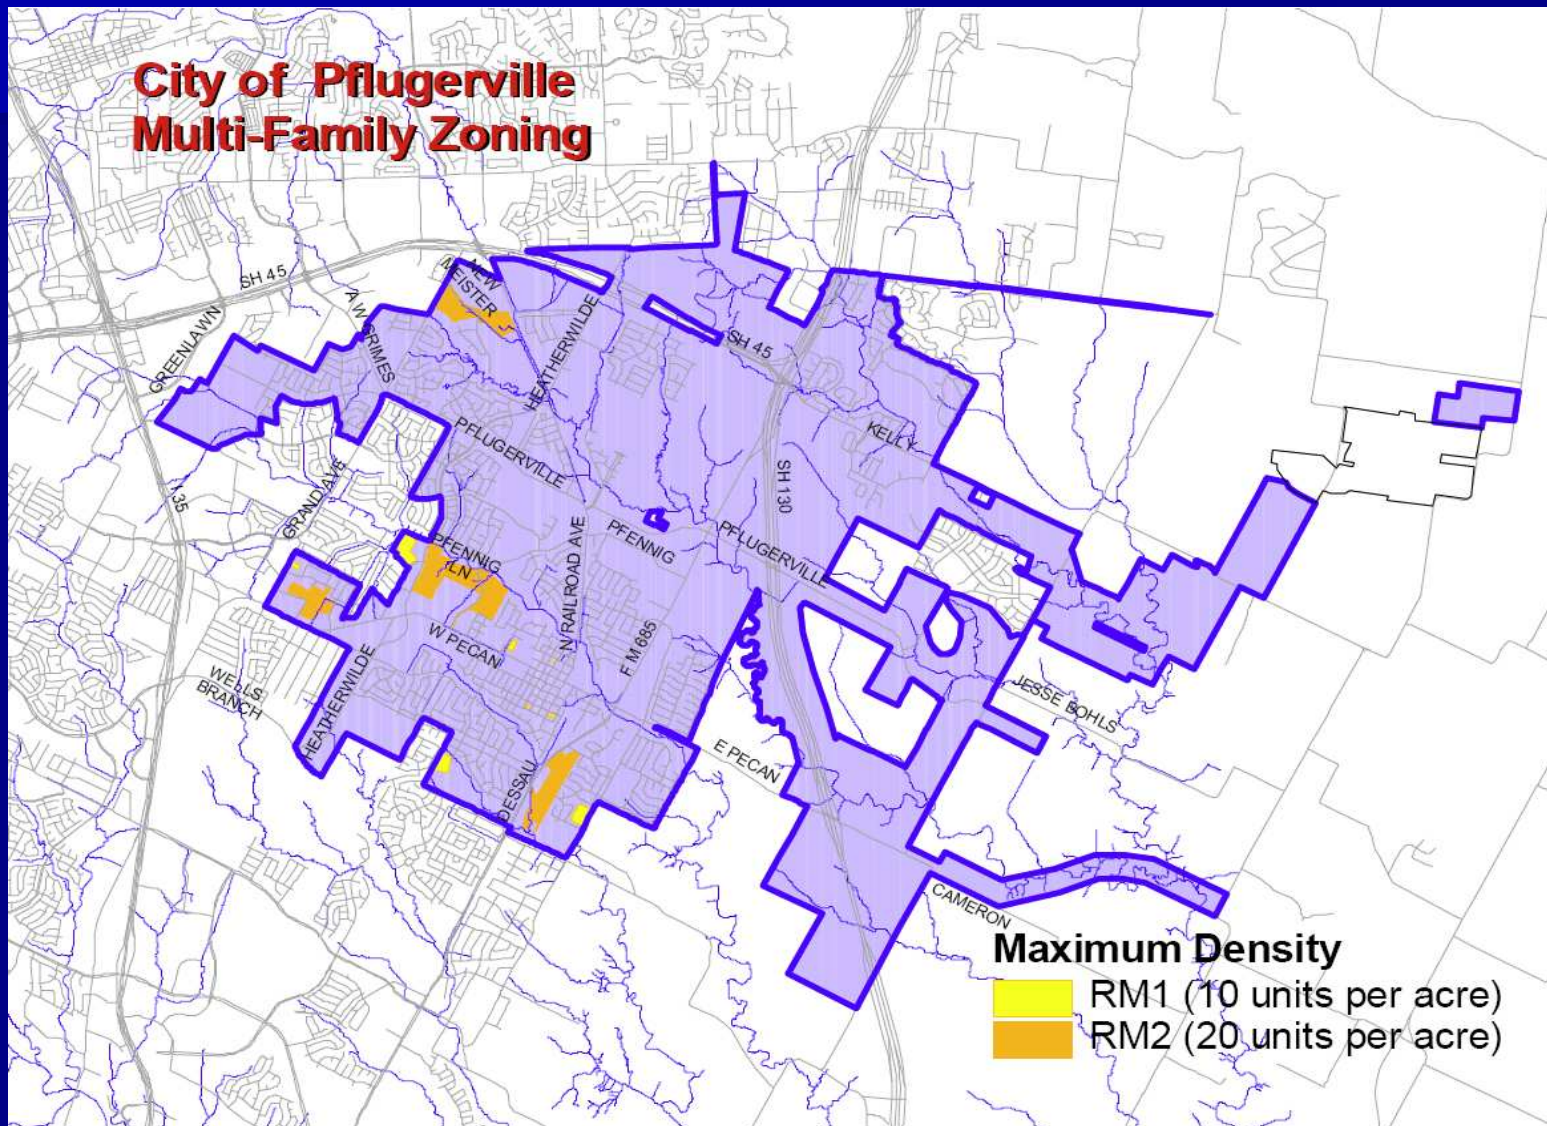 City of Pflugerville
Multi-Family Zoning
SH 45
NEW
MEISTER
GREENLAWN
A W GRIMES
HEATHERWILDE
SH 45
PFLUGERVILLE
KELLY
I 35
GRAND AVE
SH 130
PFENNIG
LN
N RAILROAD AVE
PFENNIG
PFLUGERVILLE
W PECAN
F M 685
WELLS
BRANCH
HEATHERWILDE
JESSE BOHLS
E PECAN
DESSAU
CAMERON
Maximum Density
RM1 (10 units per acre)
RM2 (20 units per acre)